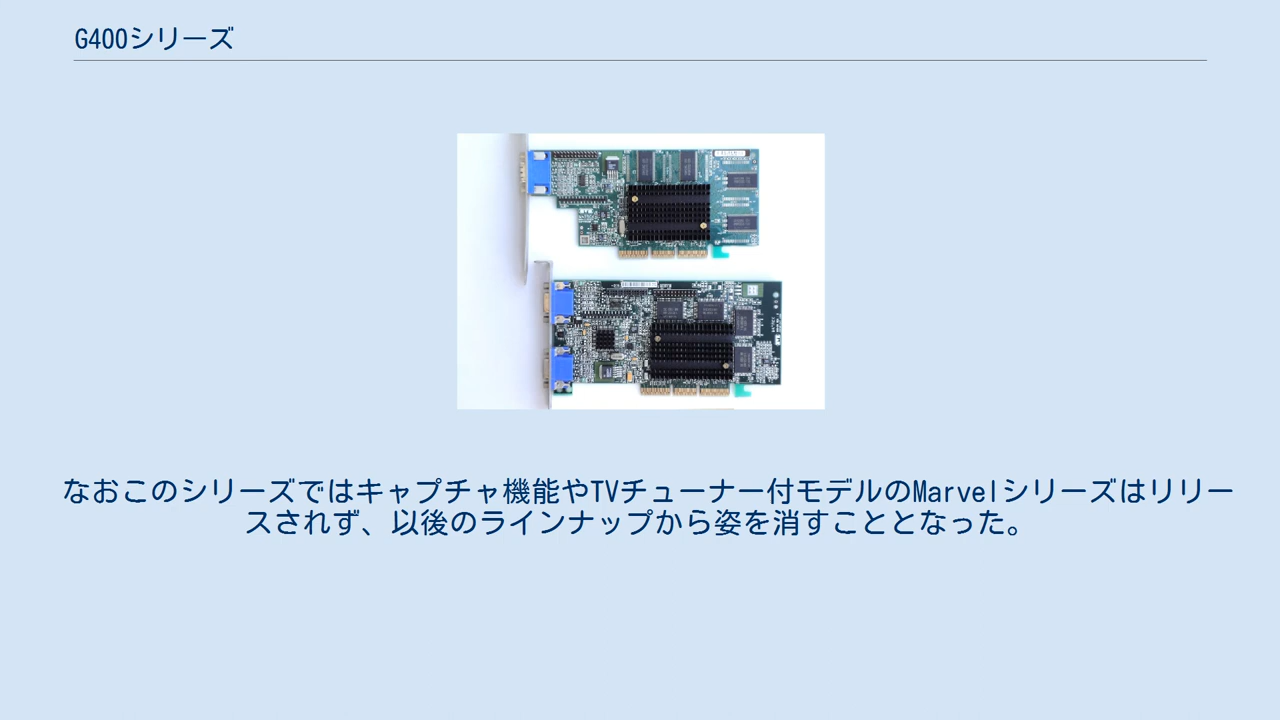 G400シリーズ
なおこのシリーズではキャプチャ機能やTVチューナー付モデルのMarvelシリーズはリリー
スされず、以後のラインナップから姿を消すこととなった。